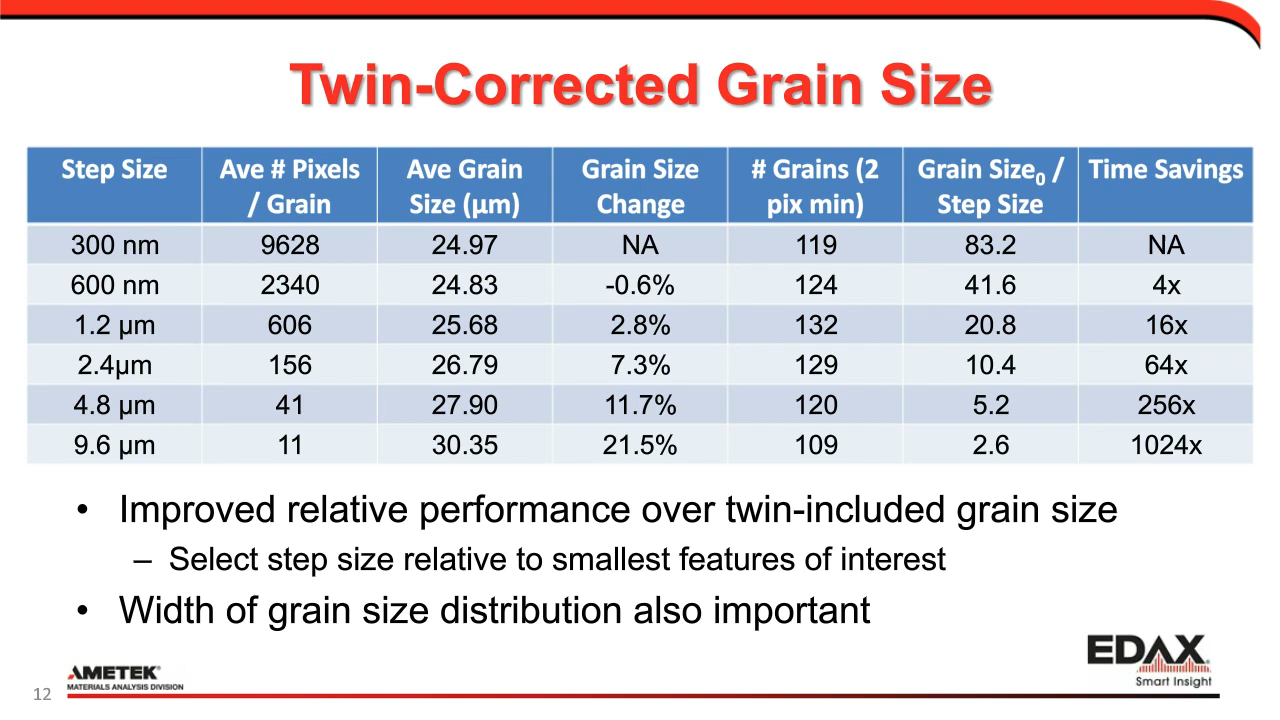 Twin-Corrected Grain Size
Step Size Ave # Pixels / Grain Ave Grain Size (µm) Grain Size Change # Grains (2 pix min) Grain Size₀ / Step Size Time Savings
300 nm 9628 24.97 NA 119 83.2 NA
600 nm 2340 24.83 -0.6% 124 41.6 4x
1.2 µm 606 25.68 2.8% 132 20.8 16x
2.4µm 156 26.79 7.3% 129 10.4 64x
4.8 µm 41 27.90 11.7% 120 5.2 256x
9.6 µm 11 30.35 21.5% 109 2.6 1024x
• Improved relative performance over twin-included grain size
– Select step size relative to smallest features of interest
• Width of grain size distribution also important
12
AMETEK®
MATERIALS ANALYSIS DIVISION
EDAX
Smart Insight